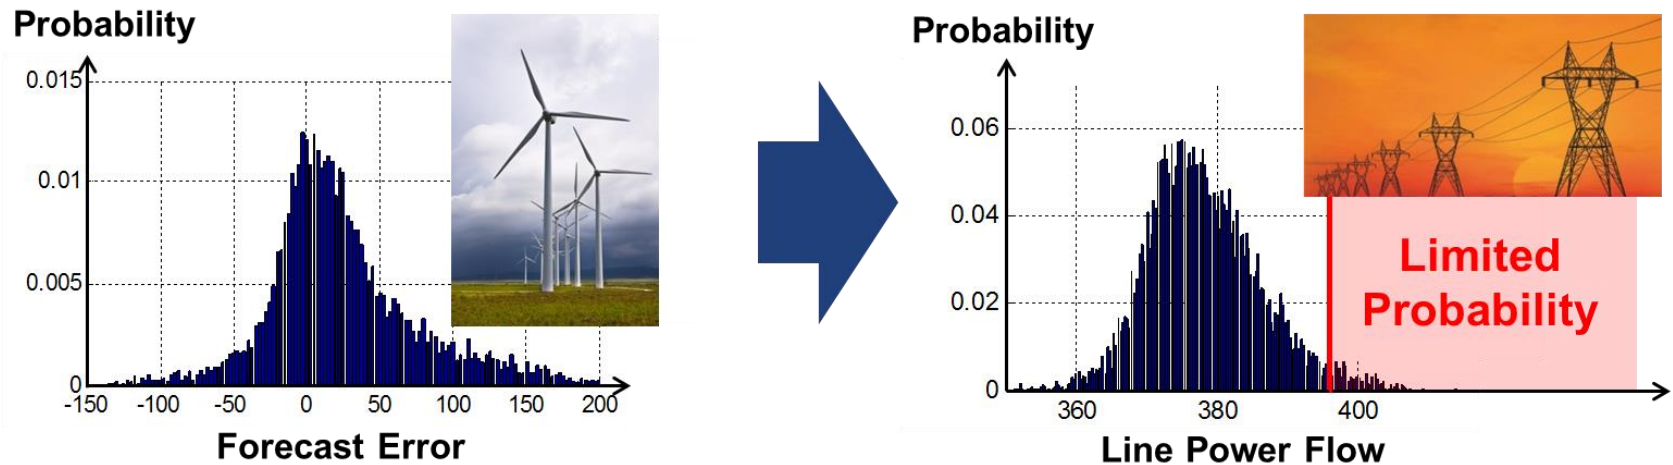 Probability
0.015
0.01
0.005
0
-150 -100 -50 0 50 100 150 200
Forecast Error
Probability
0.06
0.04
0.02
0
360 380 400
Line Power Flow
Limited
Probability